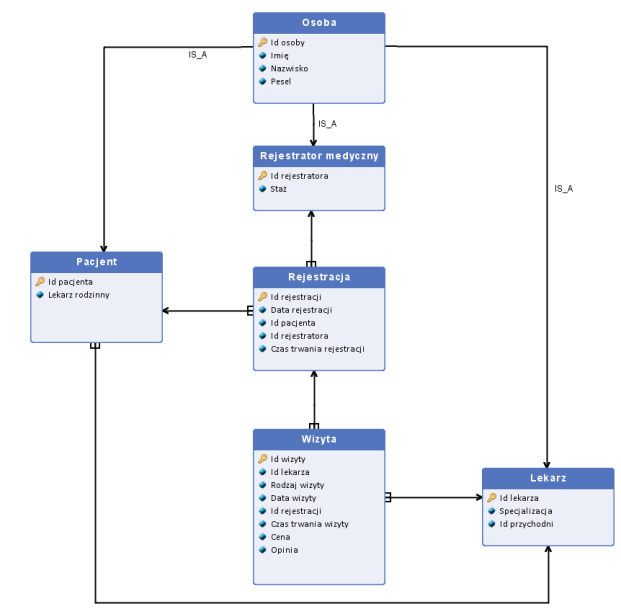 Osoba
Id osoby
Imię
Nazwisko
Pesel
IS_A
IS_A
IS_A
Rejestrator medyczny
Id rejestratora
Staż
Pacjent
Id pacjenta
Lekarz rodzinny
Rejestracja
Id rejestracji
Data rejestracji
Id pacjenta
Id rejestratora
Czas trwania rejestracji
Wizyta
Id wizyty
Id lekarza
Rodzaj wizyty
Data wizyty
Id rejestracji
Czas trwania wizyty
Cena
Opinia
Lekarz
Id lekarza
Specjalizacja
Id przychodni